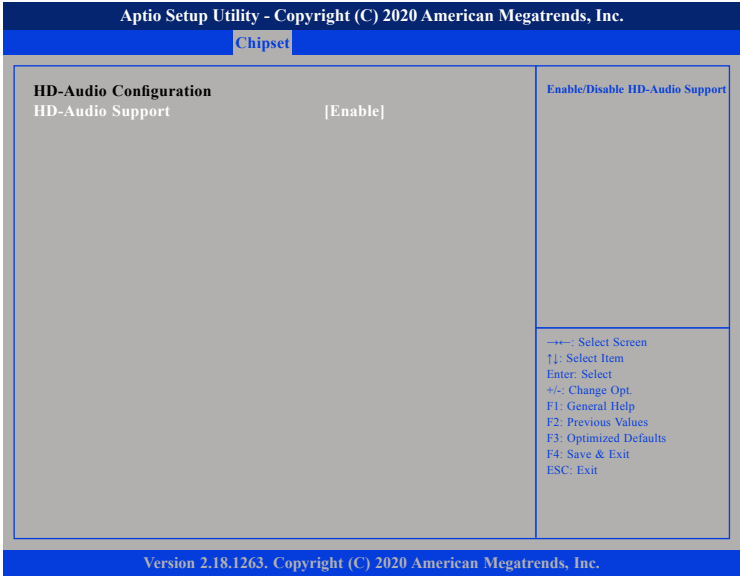 Aptio Setup Utility - Copyright (C) 2020 American Megatrends, Inc.
Chipset
HD-Audio Configuration
HD-Audio Support [Enable]
Enable/Disable HD-Audio Support
→←: Select Screen
↑↓: Select Item
Enter: Select
+/-: Change Opt.
F1: General Help
F2: Previous Values
F3: Optimized Defaults
F4: Save & Exit
ESC: Exit
Version 2.18.1263. Copyright (C) 2020 American Megatrends, Inc.